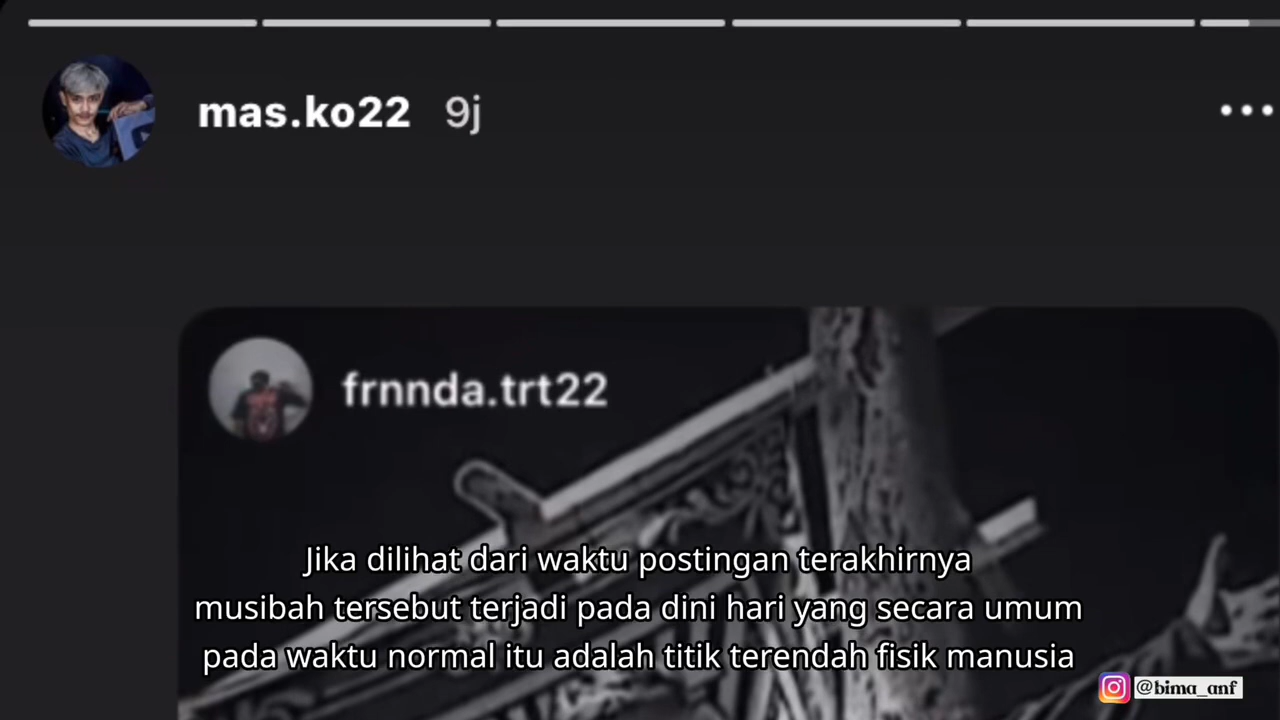 mas.ko22 9j
frnnda.trt22
Jika dilihat dari waktu postingan terakhirnya
musibah tersebut terjadi pada dini hari yang secara umum
pada waktu normal itu adalah titik terendah fisik manusia
@bima_anf